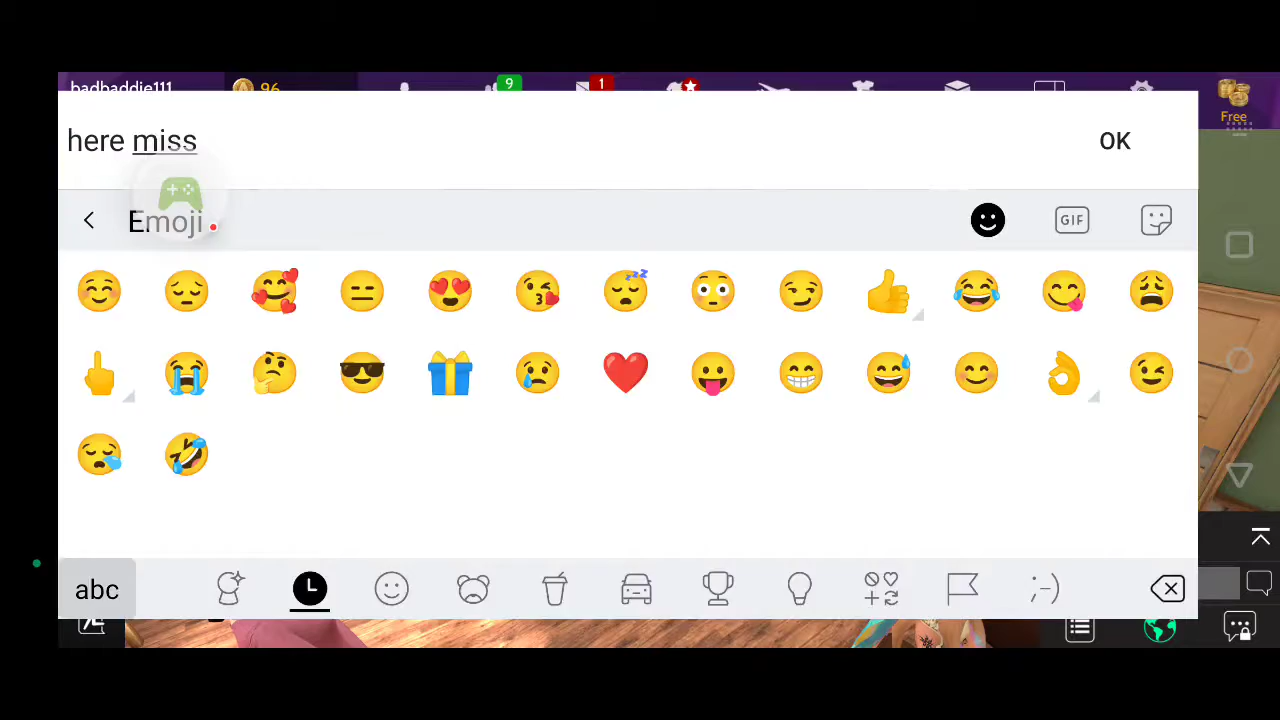 badbaddie111 96 9 1
Free
here miss OK
Emoji GIF
abc ;-)